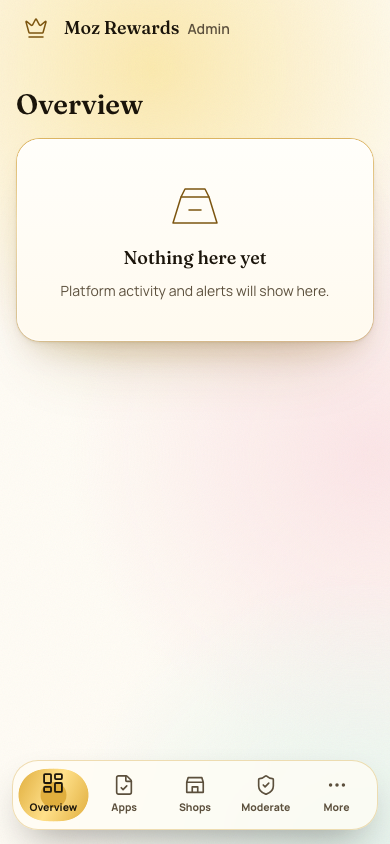 Moz Rewards Admin
Overview
Nothing here yet
Platform activity and alerts will show here.
Overview Apps Shops Moderate More